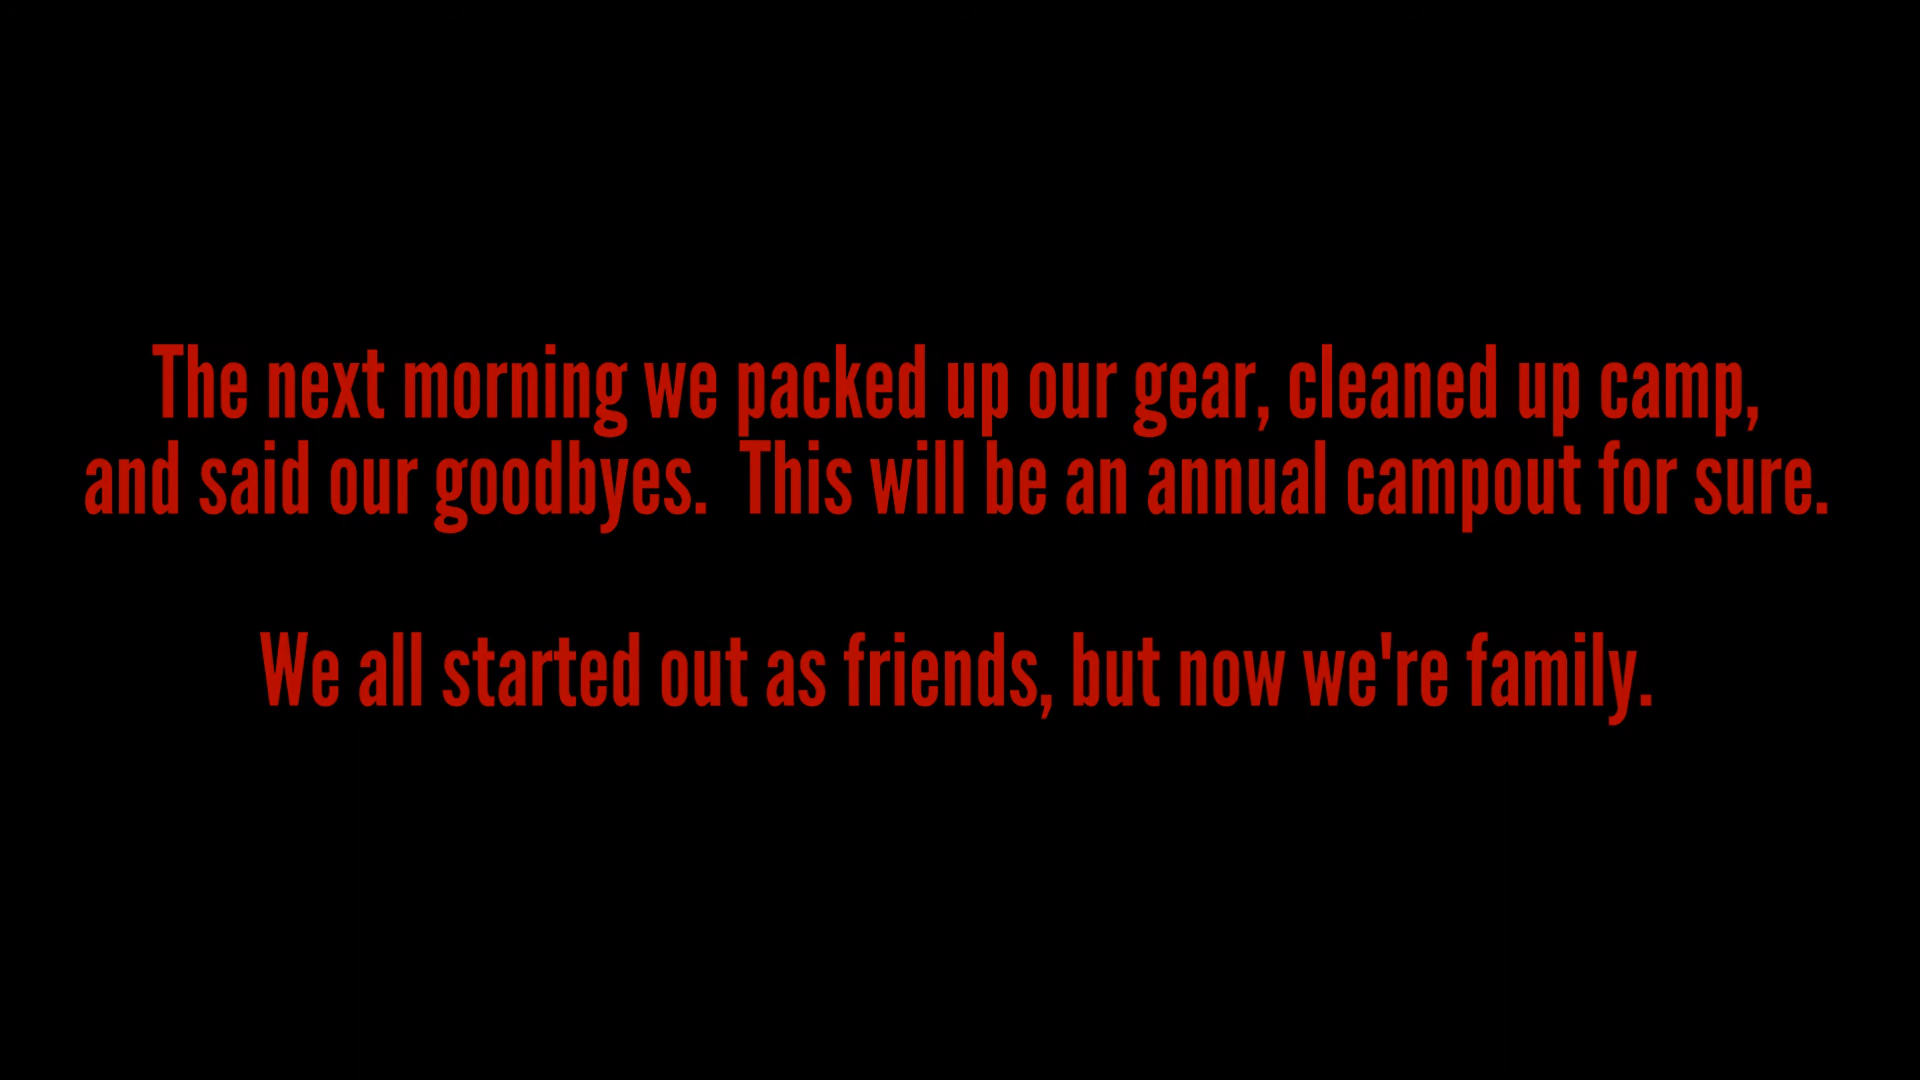 The next morning we packed up our gear, cleaned up camp,
and said our goodbyes.  This will be an annual campout for sure.
We all started out as friends, but now we're family.